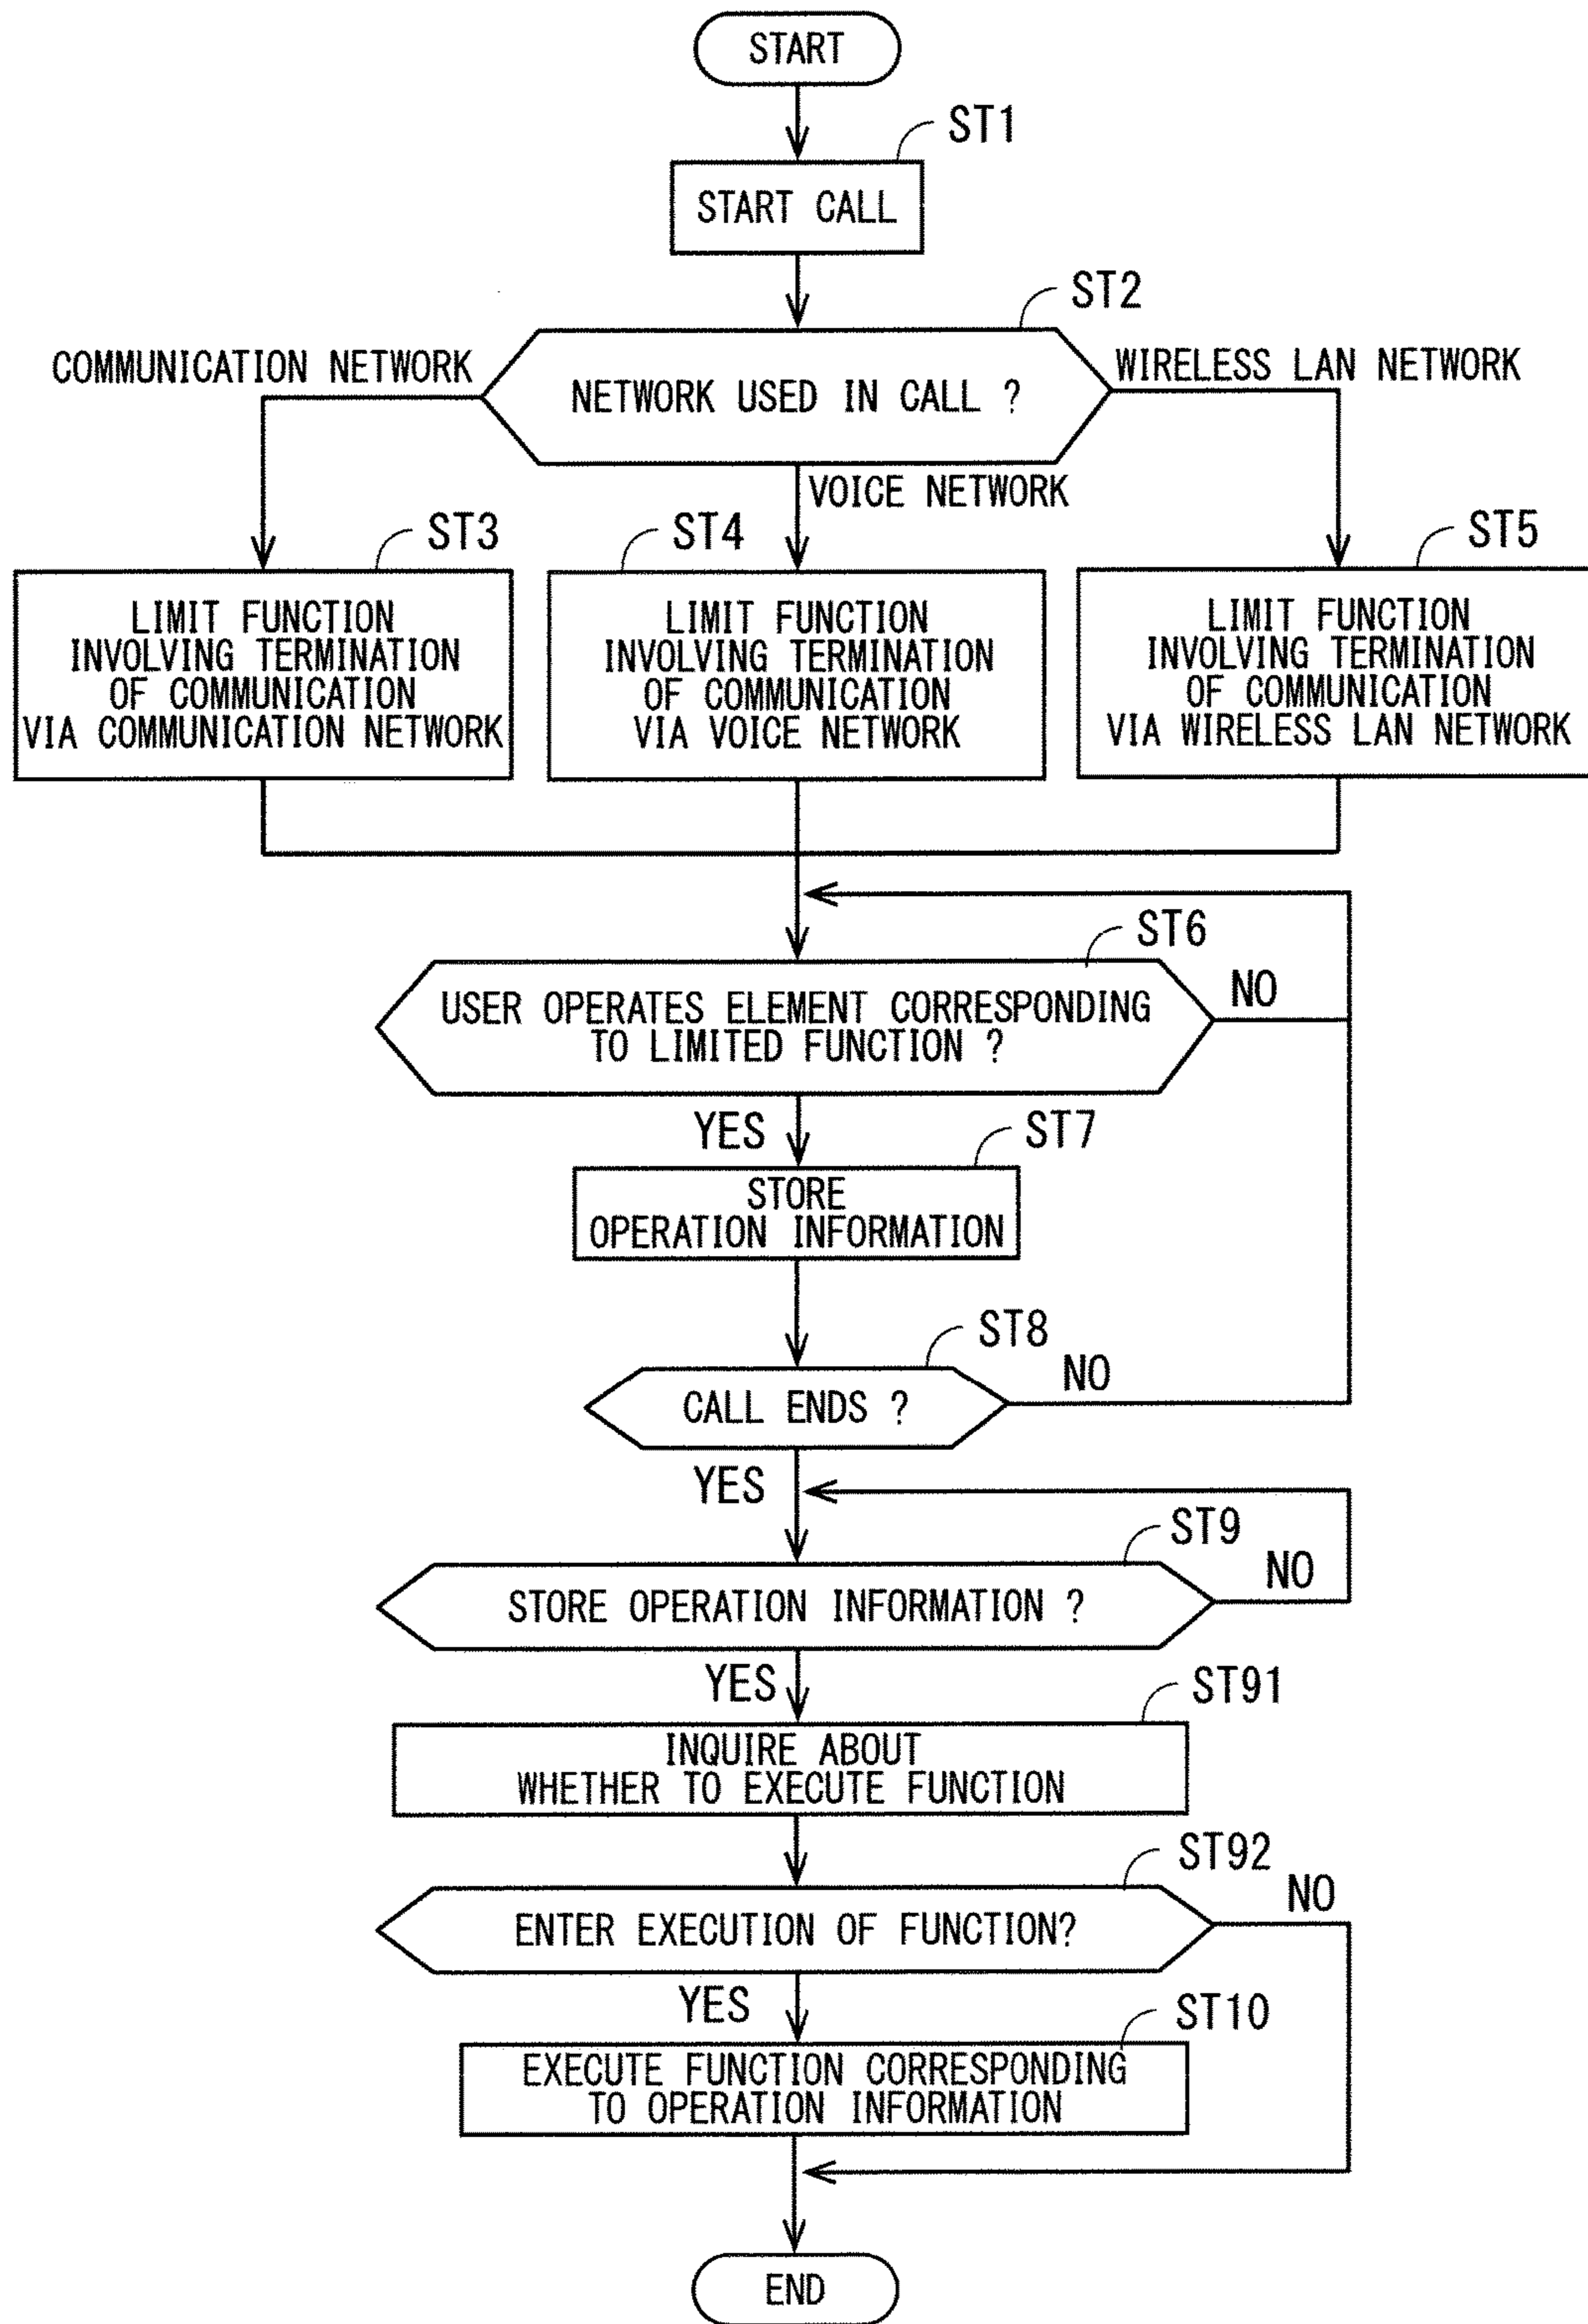 START
ST1
START CALL
ST2
COMMUNICATION NETWORK
WIRELESS LAN NETWORK
NETWORK USED IN CALL ?
VOICE NETWORK
ST3
LIMIT FUNCTION
INVOLVING TERMINATION
OF COMMUNICATION
VIA COMMUNICATION NETWORK
ST4
LIMIT FUNCTION
INVOLVING TERMINATION
OF COMMUNICATION
VIA VOICE NETWORK
ST5
LIMIT FUNCTION
INVOLVING TERMINATION
OF COMMUNICATION
VIA WIRELESS LAN NETWORK
ST6
USER OPERATES ELEMENT CORRESPONDING
TO LIMITED FUNCTION ?
NO
YES
ST7
STORE
OPERATION INFORMATION
ST8
CALL ENDS ?
NO
YES
ST9
STORE OPERATION INFORMATION ?
NO
YES
ST91
INQUIRE ABOUT
WHETHER TO EXECUTE FUNCTION
ST92
ENTER EXECUTION OF FUNCTION?
NO
YES
ST10
EXECUTE FUNCTION CORRESPONDING
TO OPERATION INFORMATION
END